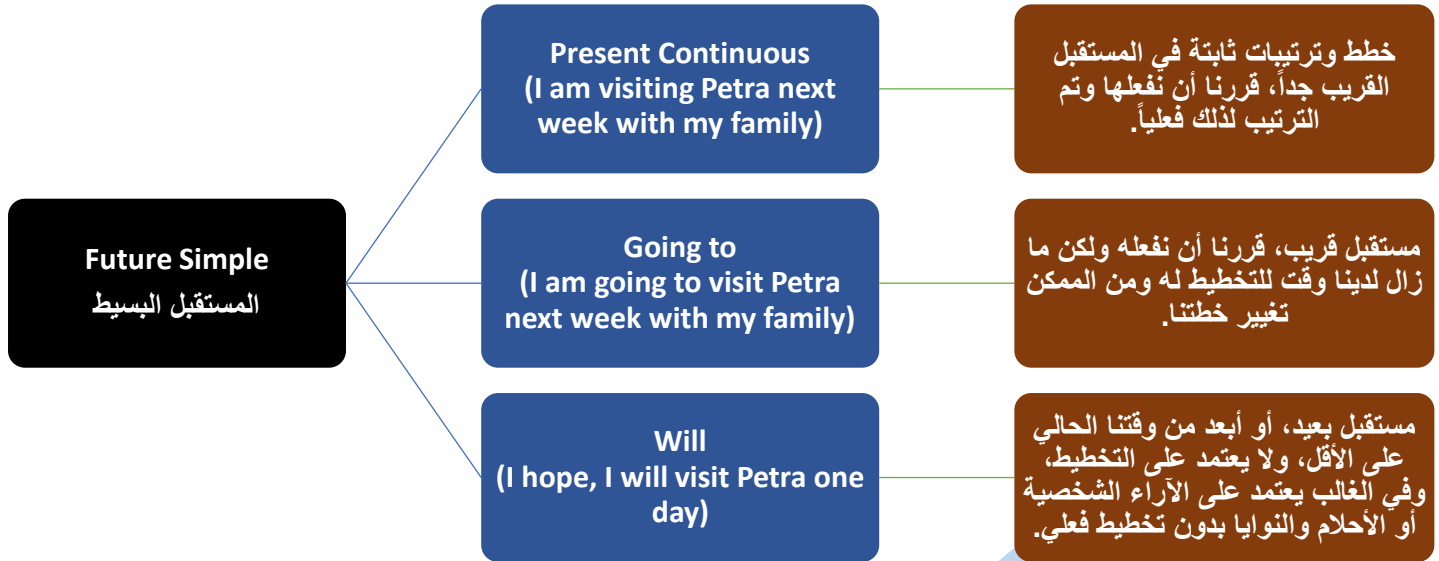 Future Simple
المستقبل البسيط
Present Continuous
(I am visiting Petra next
week with my family)
خطط وترتيبات ثابتة في المستقبل
القريب جداً، قررنا أن نفعلها وتم
الترتيب لذلك فعلياً.
Going to
(I am going to visit Petra
next week with my family)
مستقبل قريب، قررنا أن نفعله ولكن ما
زال لدينا وقت للتخطيط له ومن الممكن
تغيير خطتنا.
Will
(I hope, I will visit Petra one
day)
مستقبل بعيد، أو أبعد من وقتنا الحالي
على الأقل، ولا يعتمد على التخطيط،
وفي الغالب يعتمد على الآراء الشخصية
أو الأحلام والنوايا بدون تخطيط فعلي.